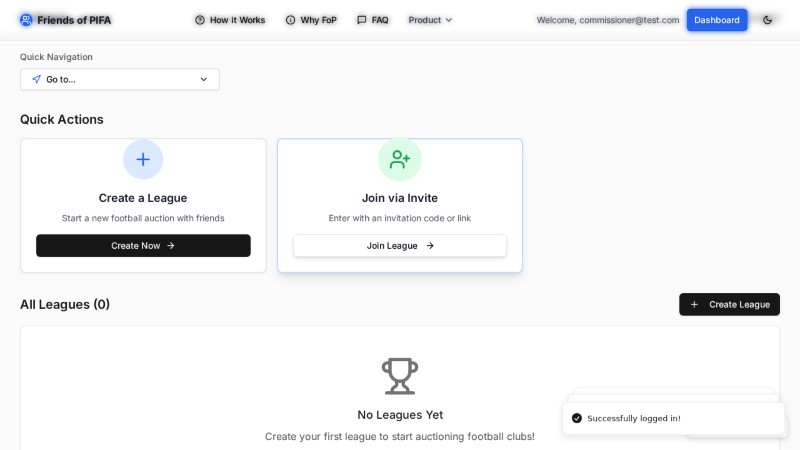 Friends of PIFA
How it Works
Why FoP
FAQ
Product
Welcome, commissioner@test.com
Dashboard
Quick Navigation
Go to...
Quick Actions
Create a League
Start a new football auction with friends
Create Now
Join via Invite
Enter with an invitation code or link
Join League
All Leagues (0)
Create League
No Leagues Yet
Create your first league to start auctioning football clubs!
Successfully logged in!